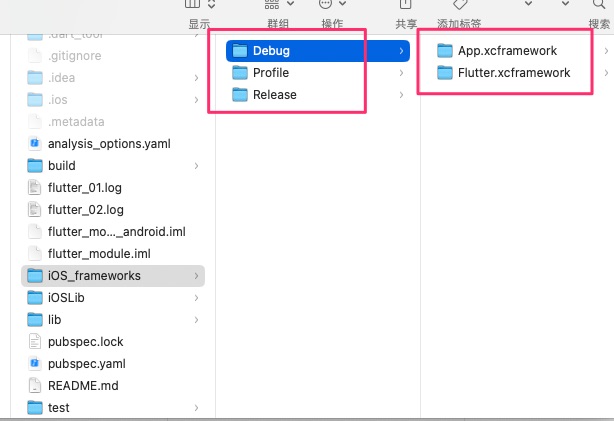 显示
群组
操作
共享
添加标签
搜索
.dart_tool
.gitignore
.idea
.ios
.metadata
analysis_options.yaml
build
flutter_01.log
flutter_02.log
flutter_mo..._android.iml
flutter_module.iml
iOS_frameworks
iOSLib
lib
pubspec.lock
pubspec.yaml
README.md
test
Debug
Profile
Release
App.xcframework
Flutter.xcframework